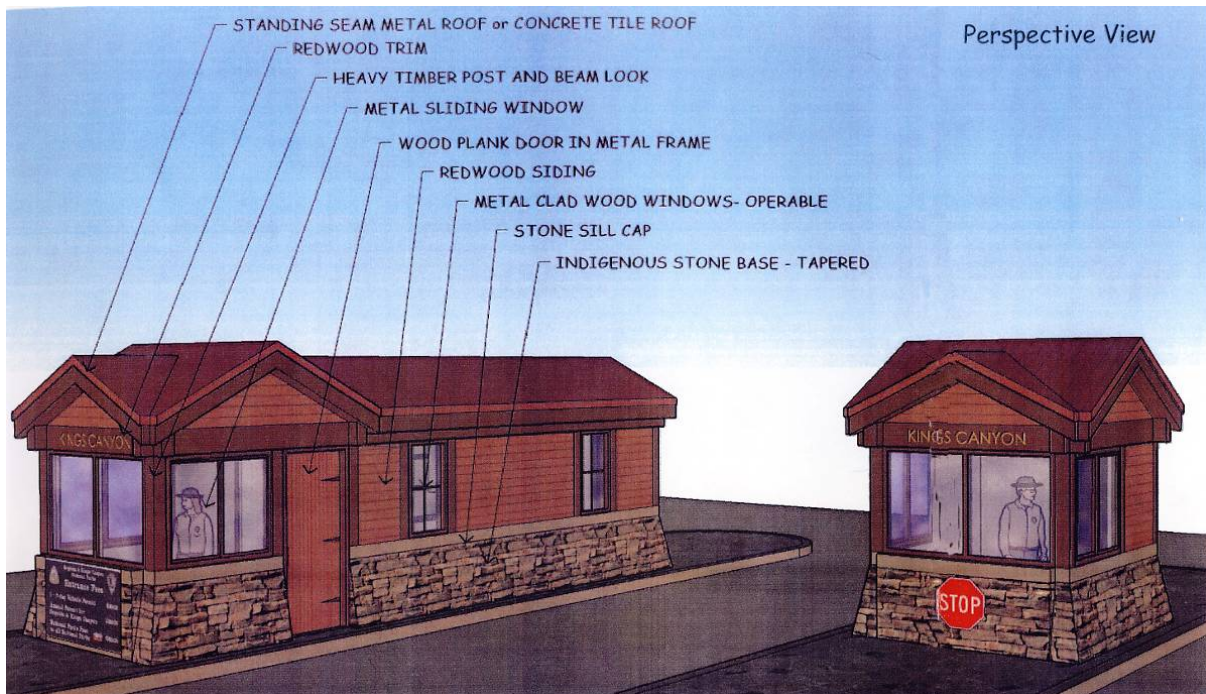 STANDING SEAM METAL ROOF or CONCRETE TILE ROOF
Perspective View
REDWOOD TRIM
HEAVY TIMBER POST AND BEAM LOOK
METAL SLIDING WINDOW
WOOD PLANK DOOR IN METAL FRAME
REDWOOD SIDING
METAL CLAD WOOD WINDOWS- OPERABLE
STONE SILL CAP
INDIGENOUS STONE BASE - TAPERED
KINGS CANYON
KINGS CANYON
Entrance Fees
STOP